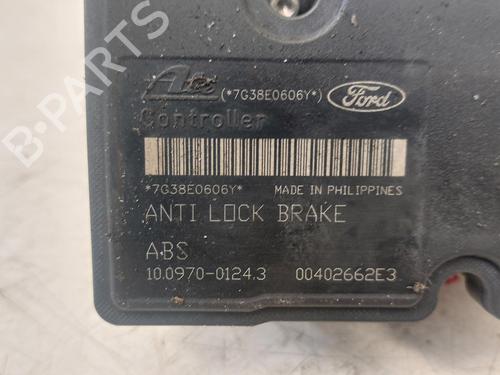 Ate (*7G38E0606Y*) Ford
Controller
*7G38E0606Y* MADE IN PHILIPPINES
ANTI LOCK BRAKE
ABS
10.0970-0124.3 00402662E3
B-PARTS